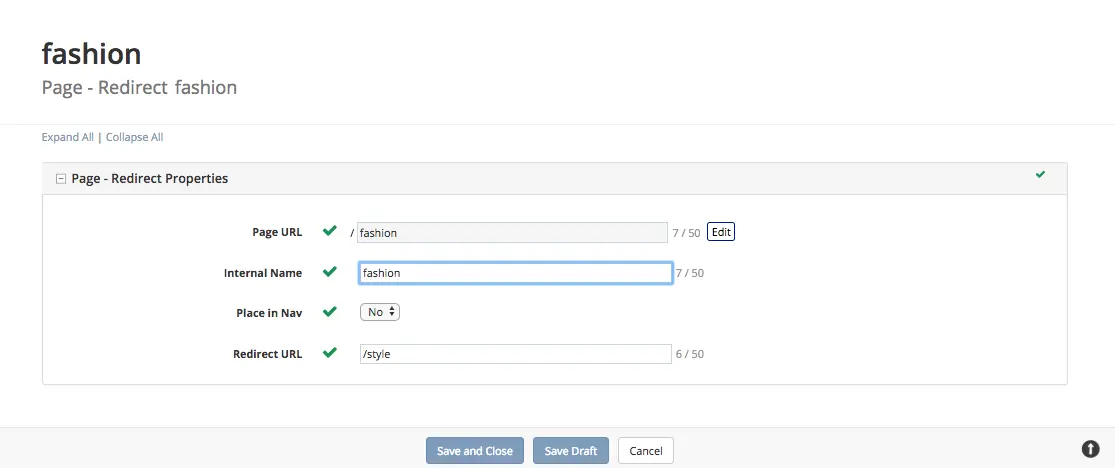 fashion
Page - Redirect fashion
Expand All | Collapse All
Page - Redirect Properties
Page URL / fashion 7 / 50 Edit
Internal Name fashion 7 / 50
Place in Nav No
Redirect URL /style 6 / 50
Save and Close Save Draft Cancel